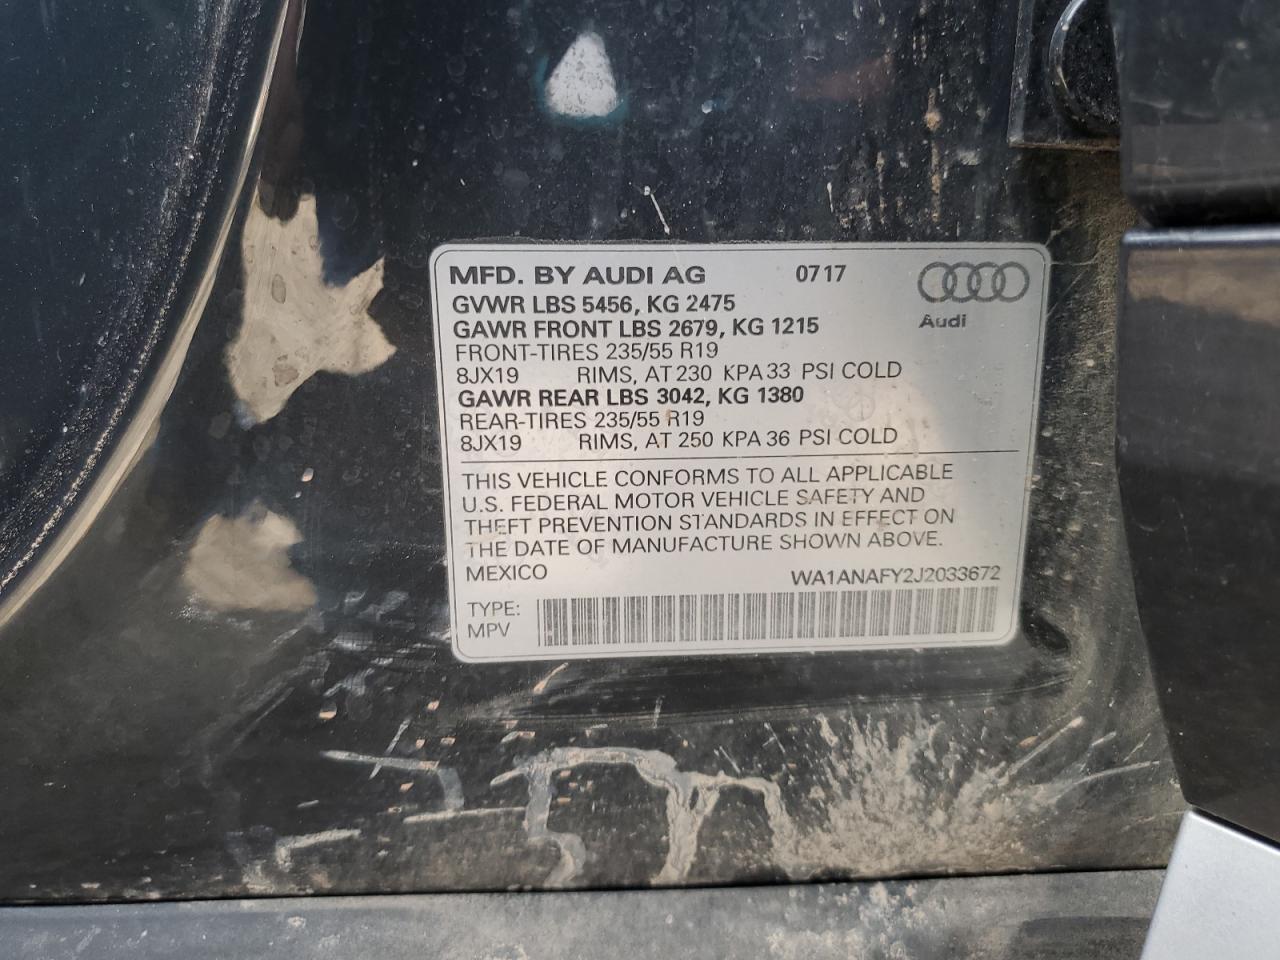 MFD. BY AUDI AG 0717
GVWR LBS 5456, KG 2475
GAWR FRONT LBS 2679, KG 1215
Audi
FRONT-TIRES 235/55 R19
8JX19 RIMS, AT 230 KPA 33 PSI COLD
GAWR REAR LBS 3042, KG 1380
REAR-TIRES 235/55 R19
8JX19 RIMS, AT 250 KPA 36 PSI COLD
THIS VEHICLE CONFORMS TO ALL APPLICABLE
U.S. FEDERAL MOTOR VEHICLE SAFETY AND
THEFT PREVENTION STANDARDS IN EFFECT ON
THE DATE OF MANUFACTURE SHOWN ABOVE.
MEXICO WA1ANAFY2J2033672
TYPE:
MPV